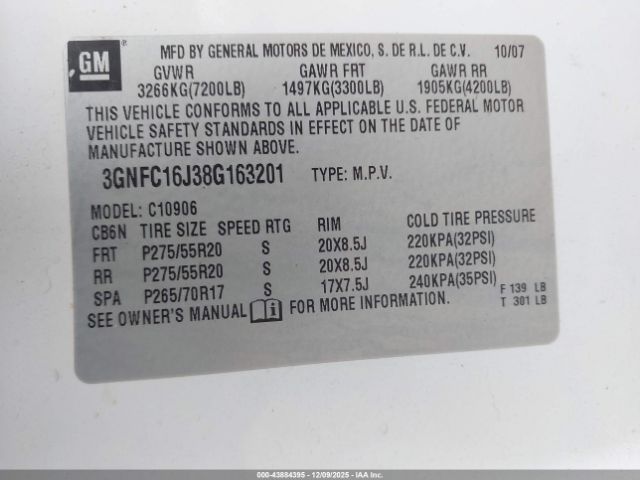 GM
MFD BY GENERAL MOTORS DE MEXICO, S. DE R.L. DE C.V. 10/07
GVWR GAWR FRT GAWR RR
3266KG(7200LB) 1497KG(3300LB) 1905KG(4200LB)
THIS VEHICLE CONFORMS TO ALL APPLICABLE U.S. FEDERAL MOTOR
VEHICLE SAFETY STANDARDS IN EFFECT ON THE DATE OF
MANUFACTURE SHOWN ABOVE.
3GNFC16J38G163201 TYPE: M.P.V.
MODEL: C10906
CB6N TIRE SIZE SPEED RTG RIM COLD TIRE PRESSURE
FRT P275/55R20 S 20X8.5J 220KPA(32PSI)
RR P275/55R20 S 20X8.5J 220KPA(32PSI)
SPA P265/70R17 S 17X7.5J 240KPA(35PSI) F 139 LB
T 301 LB
SEE OWNER'S MANUAL FOR MORE INFORMATION.
000-43884395 - 12/09/2025 - IAAI, Inc.